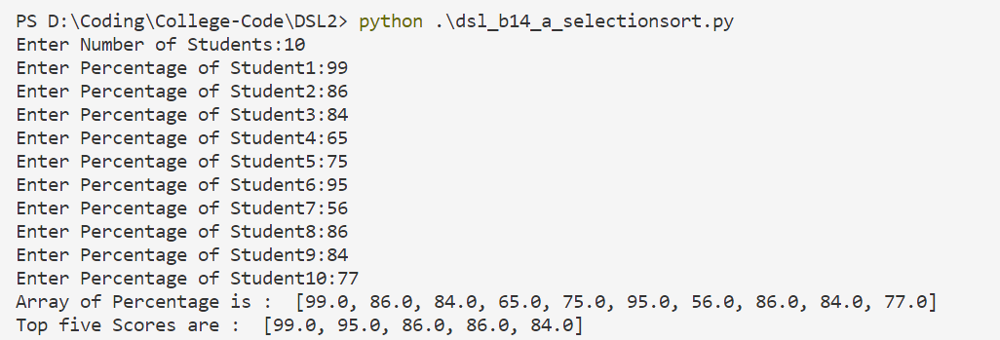 PS D:\Coding\College-Code\DSL2> python .\dsl_b14_a_selectionsort.py
Enter Number of Students:10
Enter Percentage of Student1:99
Enter Percentage of Student2:86
Enter Percentage of Student3:84
Enter Percentage of Student4:65
Enter Percentage of Student5:75
Enter Percentage of Student6:95
Enter Percentage of Student7:56
Enter Percentage of Student8:86
Enter Percentage of Student9:84
Enter Percentage of Student10:77
Array of Percentage is :  [99.0, 86.0, 84.0, 65.0, 75.0, 95.0, 56.0, 86.0, 84.0, 77.0]
Top five Scores are :  [99.0, 95.0, 86.0, 86.0, 84.0]